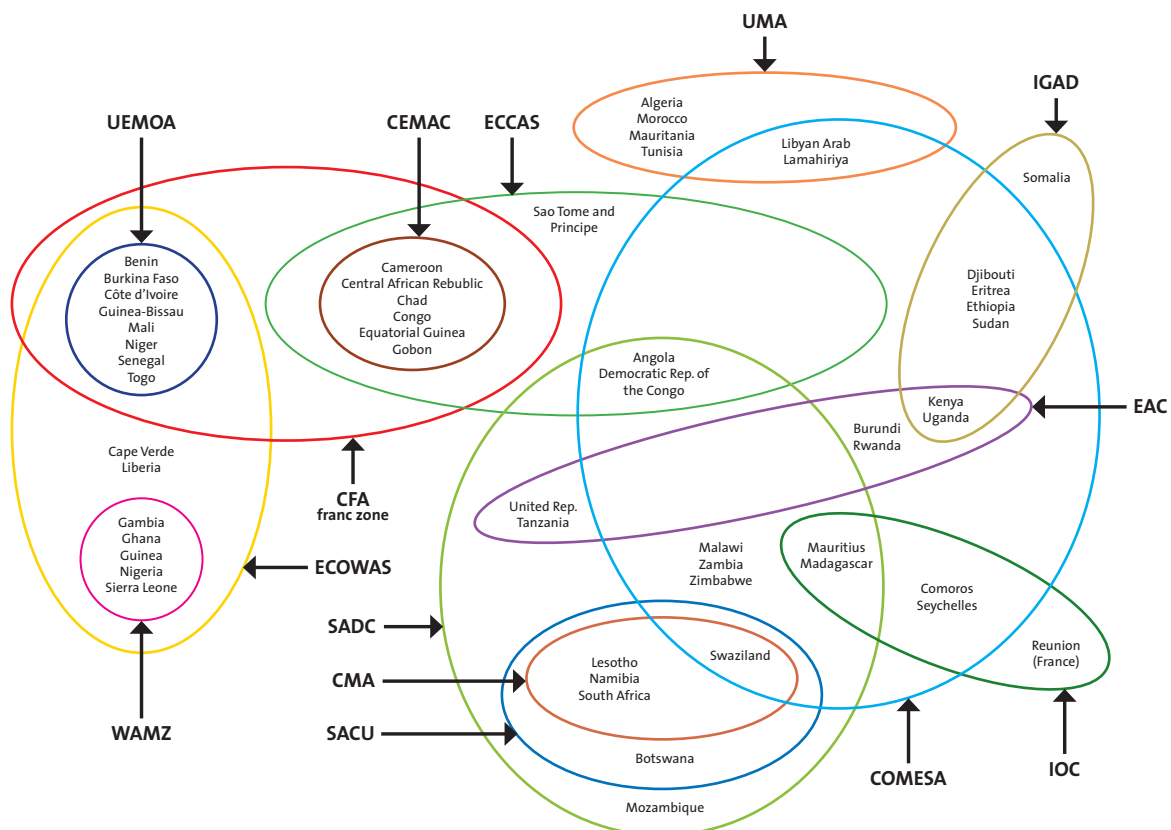 UMA
IGAD
UEMOA
CEMAC
ECCAS
Algeria
Morocco
Mauritania
Tunisia
Libyan Arab
Lamahiriya
Somalia
Sao Tome and
Principe
Benin
Burkina Faso
Côte d'Ivoire
Guinea-Bissau
Mali
Niger
Senegal
Togo
Cameroon
Central African Rebublic
Chad
Congo
Equatorial Guinea
Gobon
Djibouti
Eritrea
Ethiopia
Sudan
Angola
Democratic Rep. of
the Congo
Kenya
Uganda
EAC
Burundi
Rwanda
Cape Verde
Liberia
CFA
franc zone
United Rep.
Tanzania
Gambia
Ghana
Guinea
Nigeria
Sierra Leone
ECOWAS
Malawi
Zambia
Zimbabwe
Mauritius
Madagascar
Comoros
Seychelles
SADC
Reunion
(France)
Swaziland
Lesotho
Namibia
South Africa
CMA
WAMZ
SACU
Botswana
COMESA
IOC
Mozambique